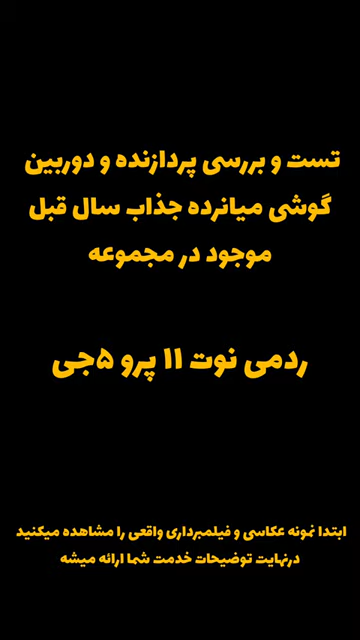 تست و بررسی پردازنده و دوربین
گوشی میانرده جذاب سال قبل
موجود در مجموعه
ردمی نوت ۱۱ پرو ۵جی
ابتدا نمونه عکاسی و فیلمبرداری واقعی را مشاهده میکنید
درنهایت توضیحات خدمت شما ارائه میشه